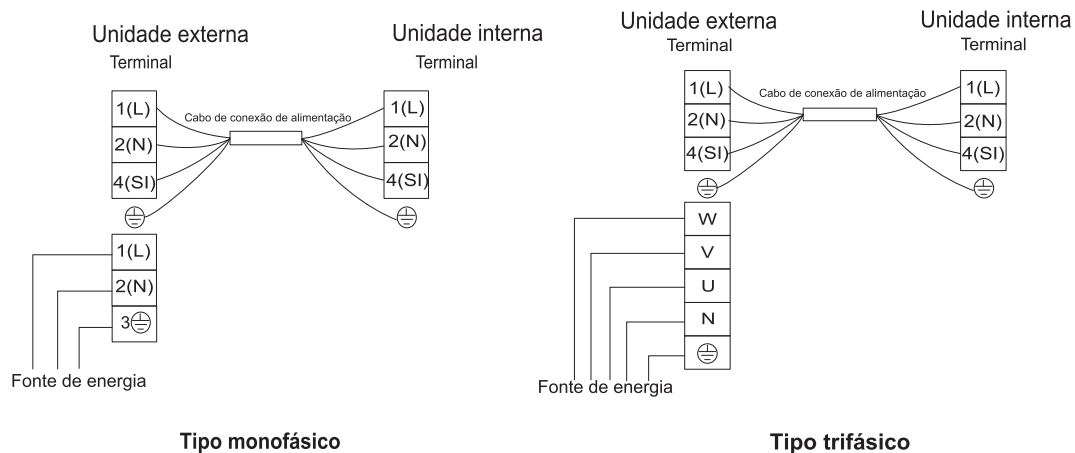 Unidade externa
Terminal
Unidade interna
Terminal
1(L)
2(N)
4(SI)
Cabo de conexão de alimentação
1(L)
2(N)
4(SI)
1(L)
2(N)
3
Fonte de energia
Tipo monofásico
Unidade externa
Terminal
Unidade interna
Terminal
1(L)
2(N)
4(SI)
Cabo de conexão de alimentação
1(L)
2(N)
4(SI)
W
V
U
N
Fonte de energia
Tipo trifásico